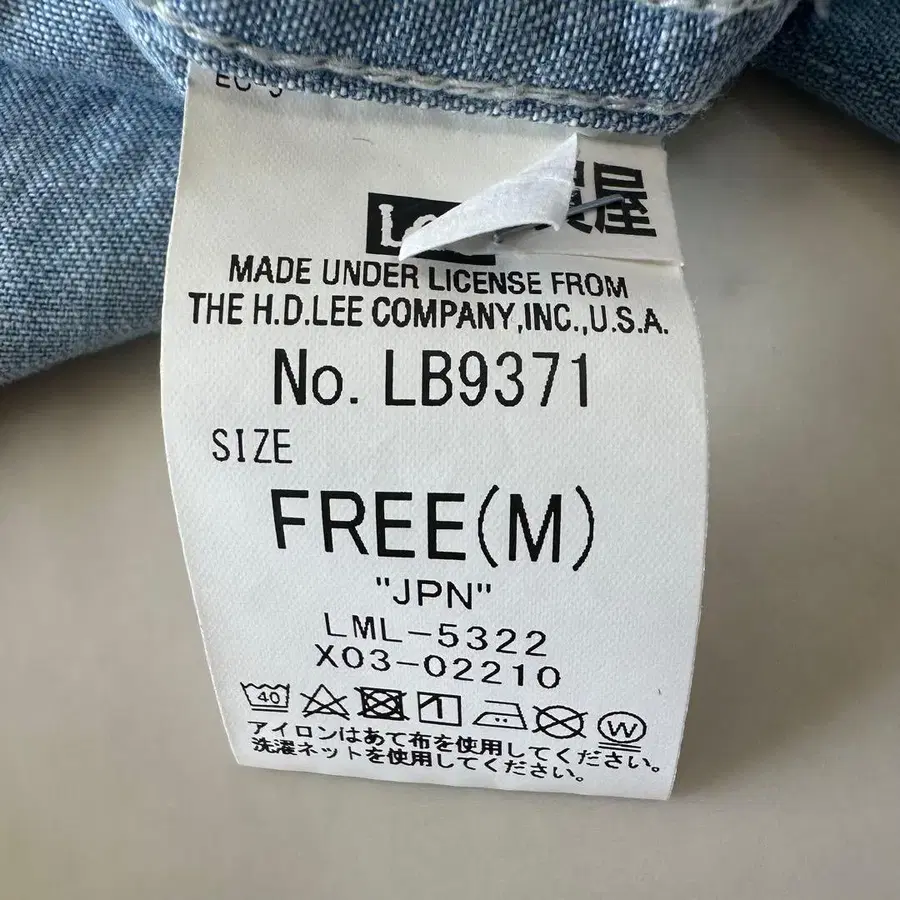 屋
MADE UNDER LICENSE FROM
THE H.D.LEE COMPANY,INC.,U.S.A.
No. LB9371
SIZE
FREE(M)
"JPN"
LML-5322
X03-02210
40
W
アイロンはあて布を使用してください。
洗濯ネットを使用してください。